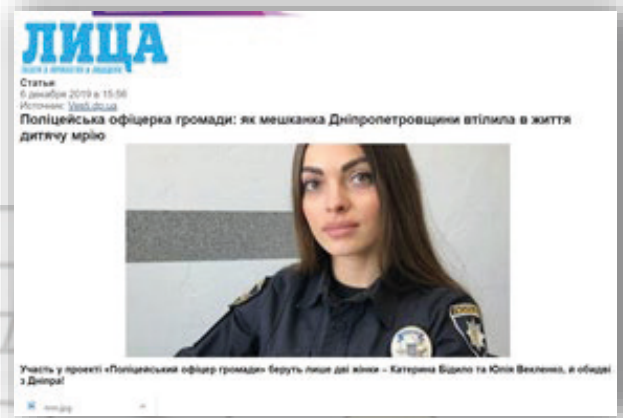 ЛИЦА
Статьи
6 декабря 2019 в 15:56
Источник: Vesti.dp.ua
Поліцейська офіцерка громади: як мешканка Дніпропетровщини втілила в життя
дитячу мрію
Участь у проекті «Поліцейський офіцер громади» беруть лише дві жінки – Катерина Бідило та Юлія Векленко, й обидві
з Дніпра!